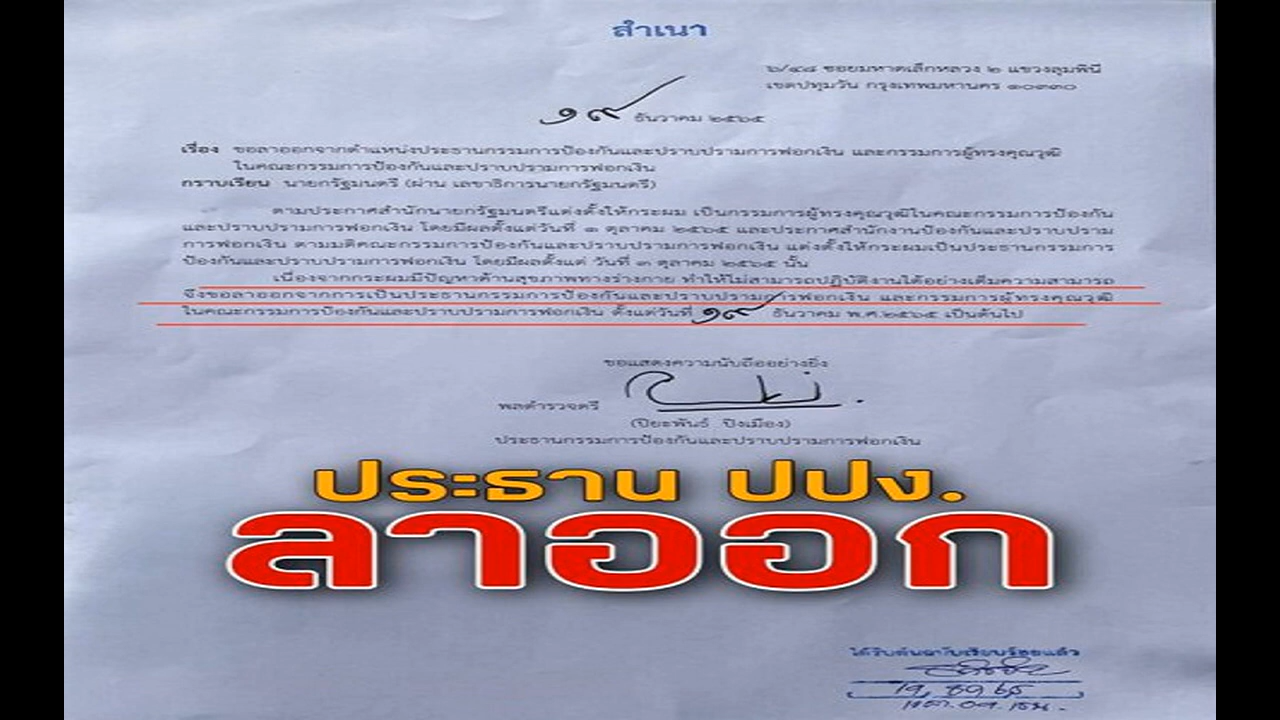 สำเนา
๖/๔๘ ซอยมหาดเล็กหลวง ๒ แขวงลุมพินี
เขตปทุมวัน กรุงเทพมหานคร ๑๐๓๓๐
๑๙ ธันวาคม ๒๕๖๕
เรื่อง ขอลาออกจากตำแหน่งประธานกรรมการป้องกันและปราบปรามการฟอกเงิน และกรรมการผู้ทรงคุณวุฒิ
ในคณะกรรมการป้องกันและปราบปรามการฟอกเงิน
กราบเรียน นายกรัฐมนตรี (ผ่าน เลขาธิการนายกรัฐมนตรี)
ตามประกาศสำนักนายกรัฐมนตรีแต่งตั้งให้กระผม เป็นกรรมการผู้ทรงคุณวุฒิในคณะกรรมการป้องกัน
และปราบปรามการฟอกเงิน โดยมีผลตั้งแต่วันที่ ๑ ตุลาคม ๒๕๖๕ และประกาศสำนักงานป้องกันและปราบปราม
การฟอกเงิน ตามมติคณะกรรมการป้องกันและปราบปรามการฟอกเงิน แต่งตั้งให้กระผมเป็นประธานกรรมการ
ป้องกันและปราบปรามการฟอกเงิน โดยมีผลตั้งแต่ วันที่ ๓ ตุลาคม ๒๕๖๕ นั้น
เนื่องจากกระผมมีปัญหาด้านสุขภาพทางร่างกาย ทำให้ไม่สามารถปฏิบัติงานได้อย่างเต็มความสามารถ
จึงขอลาออกจากการเป็นประธานกรรมการป้องกันและปราบปรามการฟอกเงิน และกรรมการผู้ทรงคุณวุฒิ
ในคณะกรรมการป้องกันและปราบปรามการฟอกเงิน ตั้งแต่วันที่ ๑๙ ธันวาคม พ.ศ.๒๕๖๕ เป็นต้นไป
ขอแสดงความนับถืออย่างยิ่ง
พลตำรวจตรี
(ปิยะพันธ์ ปิงเมือง)
ประธานกรรมการป้องกันและปราบปรามการฟอกเงิน
ประธาน ปปง.
ลาออก
ได้รับต้นฉบับเรียบร้อยแล้ว
19, ธค 65